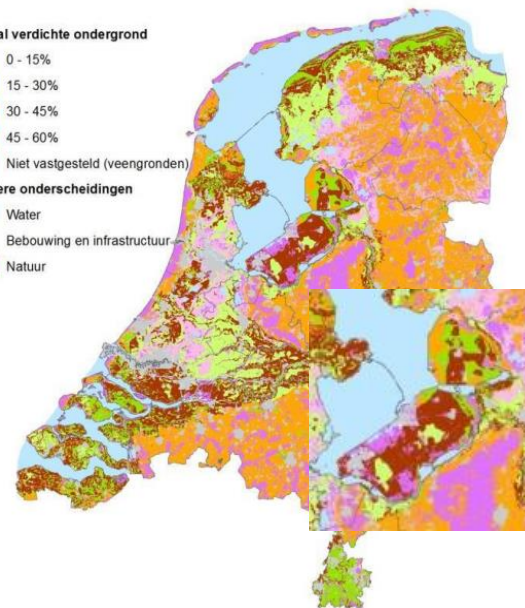 al verdichte ondergrond
0 - 15%
15 - 30%
30 - 45%
45 - 60%
Niet vastgesteld (veengronden)
ere onderscheidingen
Water
Bebouwing en infrastructuur
Natuur